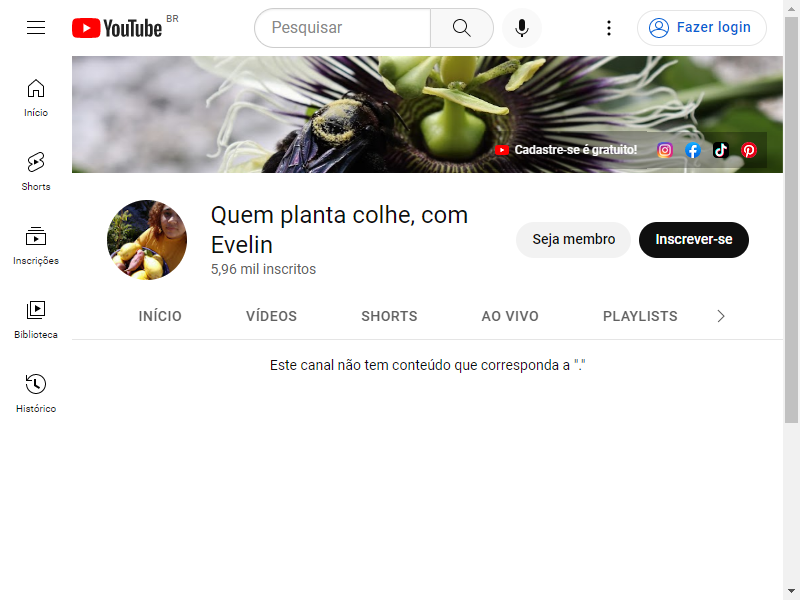 YouTube BR
Pesquisar
Fazer login
Início
Shorts
Inscrições
Biblioteca
Histórico
Cadastre-se é gratuito!
Quem planta colhe, com
Evelin
5,96 mil inscritos
Seja membro
Inscrever-se
INÍCIO VÍDEOS SHORTS AO VIVO PLAYLISTS
Este canal não tem conteúdo que corresponda a "."